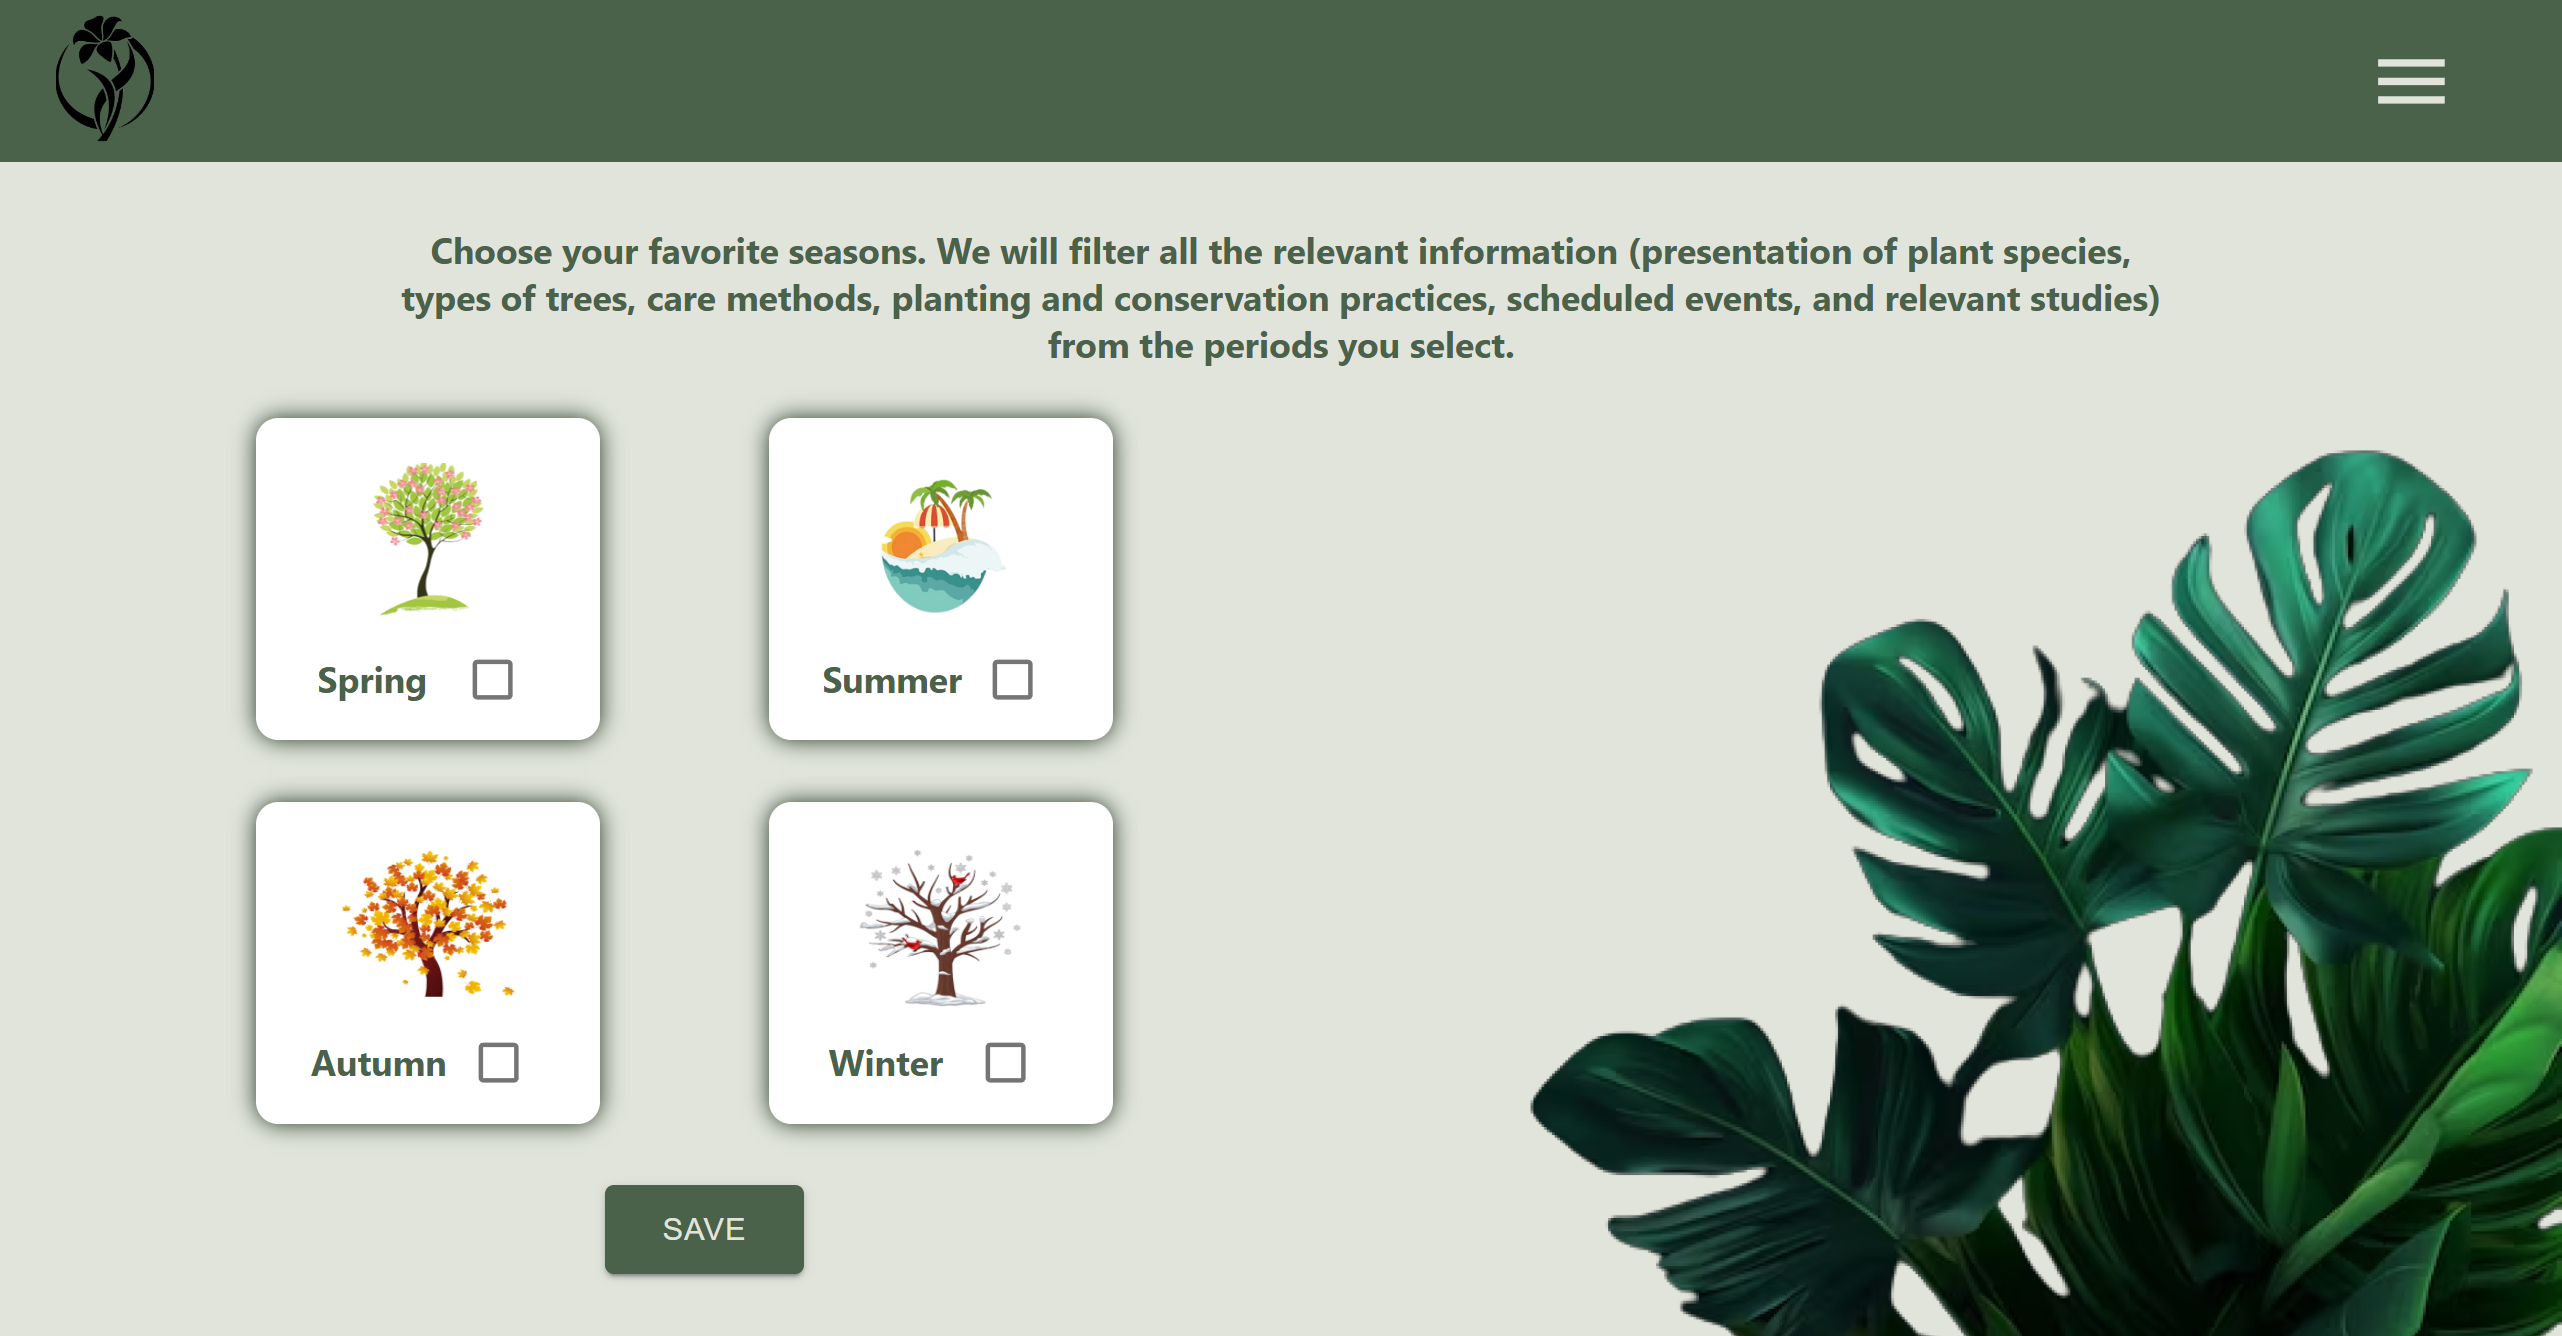 Choose your favorite seasons. We will filter all the relevant information (presentation of plant species,
types of trees, care methods, planting and conservation practices, scheduled events, and relevant studies)
from the periods you select.
Spring
Summer
Autumn
Winter
SAVE